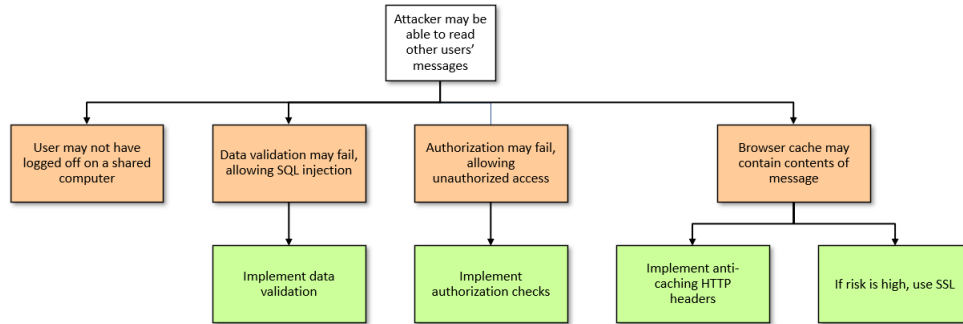 Attacker may be
able to read
other users'
messages
User may not have
logged off on a shared
computer
Data validation may fail,
allowing SQL injection
Authorization may fail,
allowing
unauthorized access
Browser cache may
contain contents of
message
Implement data
validation
Implement
authorization checks
Implement anti-
caching HTTP
headers
If risk is high, use SSL